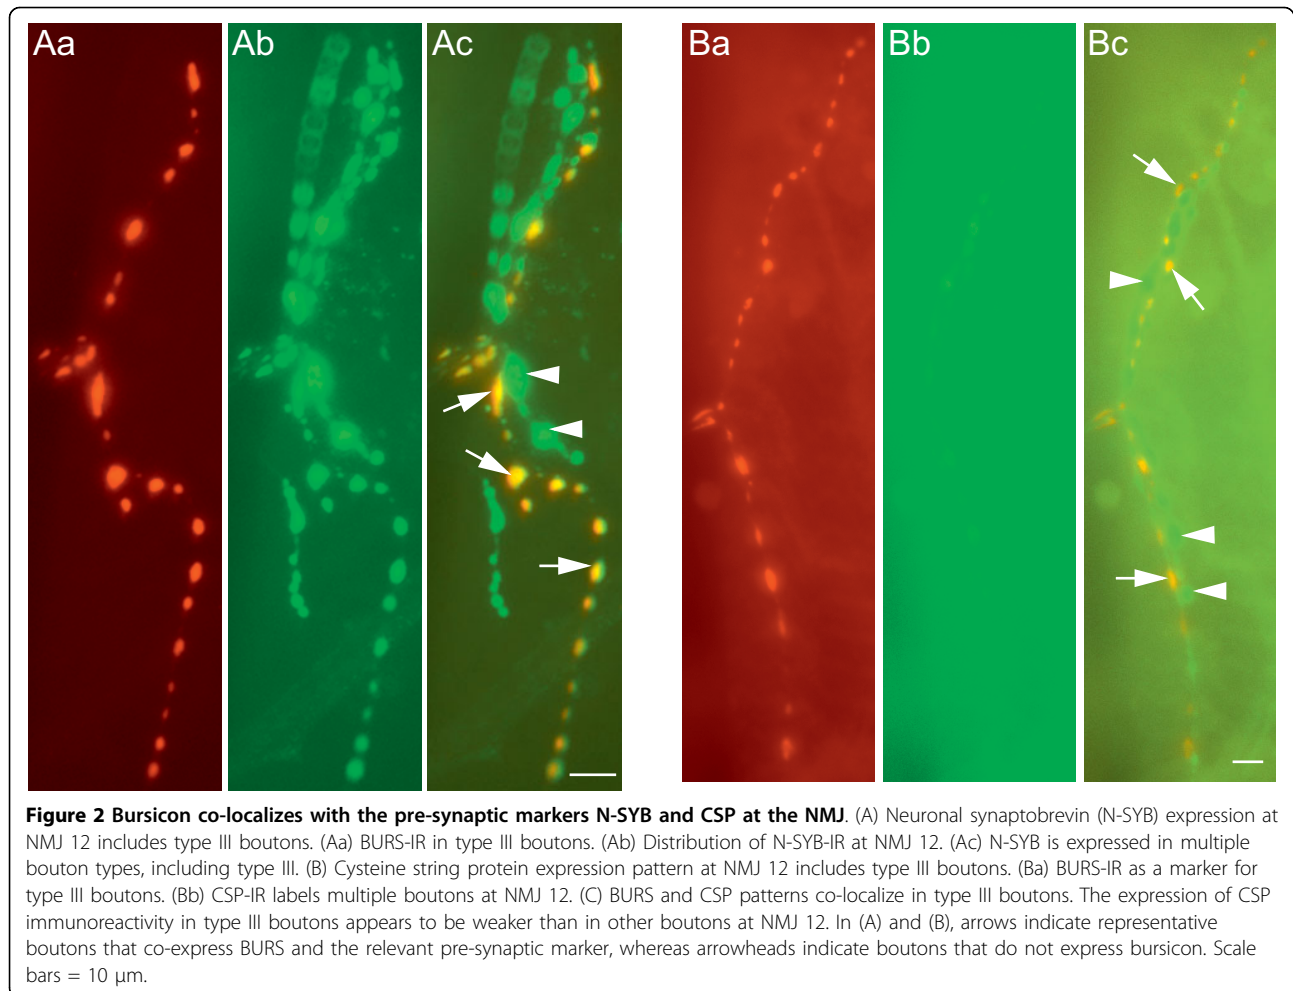 Aa Ab Ac Ba Bb Bc
Figure 2 Bursicon co-localizes with the pre-synaptic markers N-SYB and CSP at the NMJ. (A) Neuronal synaptobrevin (N-SYB) expression at
NMJ 12 includes type III boutons. (Aa) BURS-IR in type III boutons. (Ab) Distribution of N-SYB-IR at NMJ 12. (Ac) N-SYB is expressed in multiple
bouton types, including type III. (B) Cysteine string protein expression pattern at NMJ 12 includes type III boutons. (Ba) BURS-IR as a marker for
type III boutons. (Bb) CSP-IR labels multiple boutons at NMJ 12. (C) BURS and CSP patterns co-localize in type III boutons. The expression of CSP
immunoreactivity in type III boutons appears to be weaker than in other boutons at NMJ 12. In (A) and (B), arrows indicate representative
boutons that co-express BURS and the relevant pre-synaptic marker, whereas arrowheads indicate boutons that do not express bursicon. Scale
bars = 10 μm.